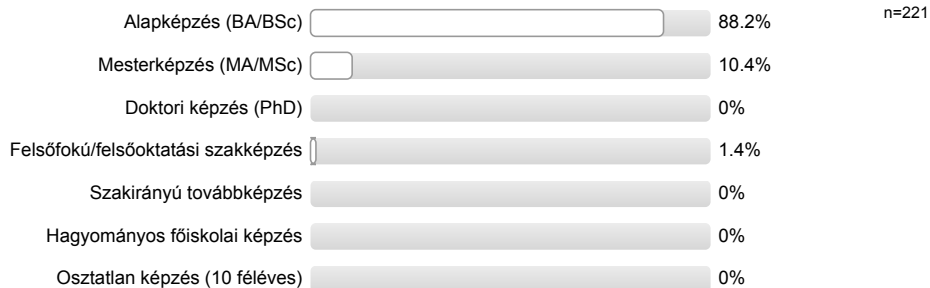 Alapképzés (BA/BSc) 88.2% n=221
Mesterképzés (MA/MSc) 10.4%
Doktori képzés (PhD) 0%
Felsőfokú/felsőoktatási szakképzés 1.4%
Szakirányú továbbképzés 0%
Hagyományos főiskolai képzés 0%
Osztatlan képzés (10 féléves) 0%